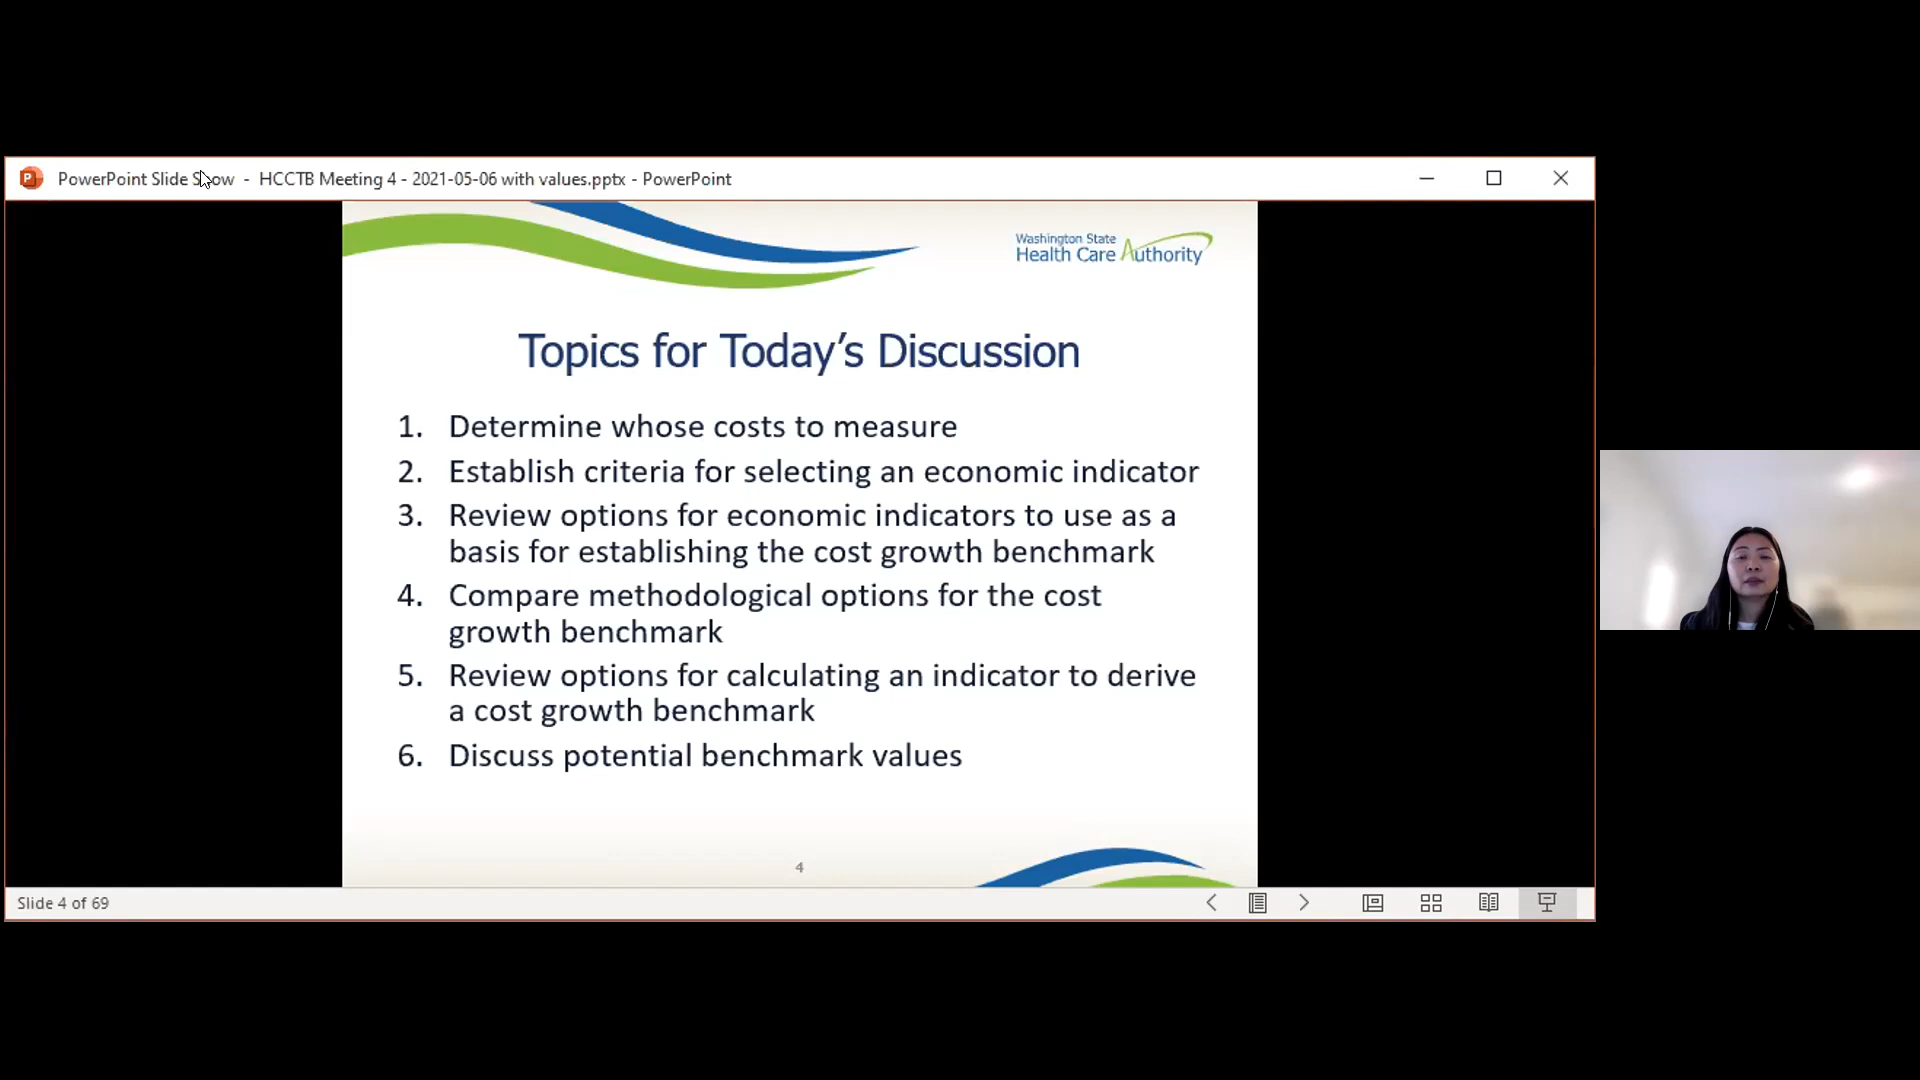 PowerPoint Slide Show - HCCTB Meeting 4 - 2021-05-06 with values.pptx - PowerPoint
Washington State
Health Care Authority
Topics for Today's Discussion
1. Determine whose costs to measure
2. Establish criteria for selecting an economic indicator
3. Review options for economic indicators to use as a
basis for establishing the cost growth benchmark
4. Compare methodological options for the cost
growth benchmark
5. Review options for calculating an indicator to derive
a cost growth benchmark
6. Discuss potential benchmark values
4
Slide 4 of 69